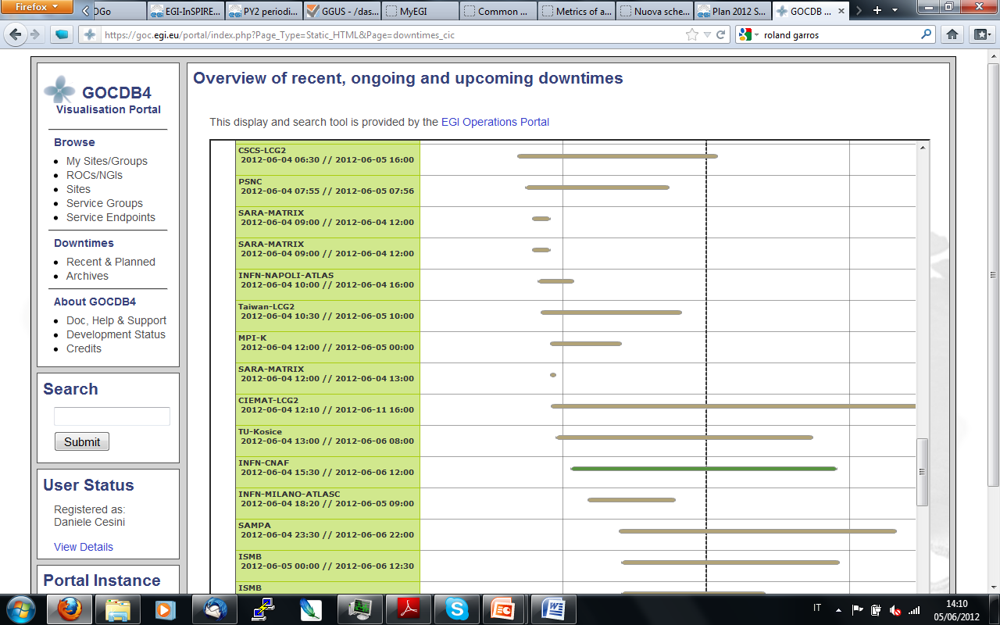 Firefox
OGo
EGI-InSPIRE...
PY2 periodi...
GGUS - /das...
MyEGI
Common ...
Metrics of a...
Nuova sche...
Plan 2012 S...
GOCDB ...
https://goc.egi.eu/portal/index.php?Page_Type=Static_HTML&Page=downtimes_cic
roland garros
GOCDB4
Visualisation Portal
Browse
My Sites/Groups
ROCs/NGIs
Sites
Service Groups
Service Endpoints
Downtimes
Recent & Planned
Archives
About GOCDB4
Doc, Help & Support
Development Status
Credits
Search
Submit
User Status
Registered as:
Daniele Cesini
View Details
Portal Instance
Overview of recent, ongoing and upcoming downtimes
This display and search tool is provided by the EGI Operations Portal
CSCS-LCG2
2012-06-04 06:30 // 2012-06-05 16:00
PSNC
2012-06-04 07:55 // 2012-06-05 07:56
SARA-MATRIX
2012-06-04 09:00 // 2012-06-04 12:00
SARA-MATRIX
2012-06-04 09:00 // 2012-06-04 12:00
INFN-NAPOLI-ATLAS
2012-06-04 10:00 // 2012-06-04 16:00
Taiwan-LCG2
2012-06-04 10:30 // 2012-06-05 10:00
MPI-K
2012-06-04 12:00 // 2012-06-05 00:00
SARA-MATRIX
2012-06-04 12:00 // 2012-06-04 13:00
CIEMAT-LCG2
2012-06-04 12:10 // 2012-06-11 16:00
TU-Kosice
2012-06-04 13:00 // 2012-06-06 08:00
INFN-CNAF
2012-06-04 15:30 // 2012-06-06 12:00
INFN-MILANO-ATLASC
2012-06-04 18:20 // 2012-06-05 09:00
SAMPA
2012-06-04 23:30 // 2012-06-06 22:00
ISMB
2012-06-05 00:00 // 2012-06-06 12:30
ISMB
IT
14:10
05/06/2012